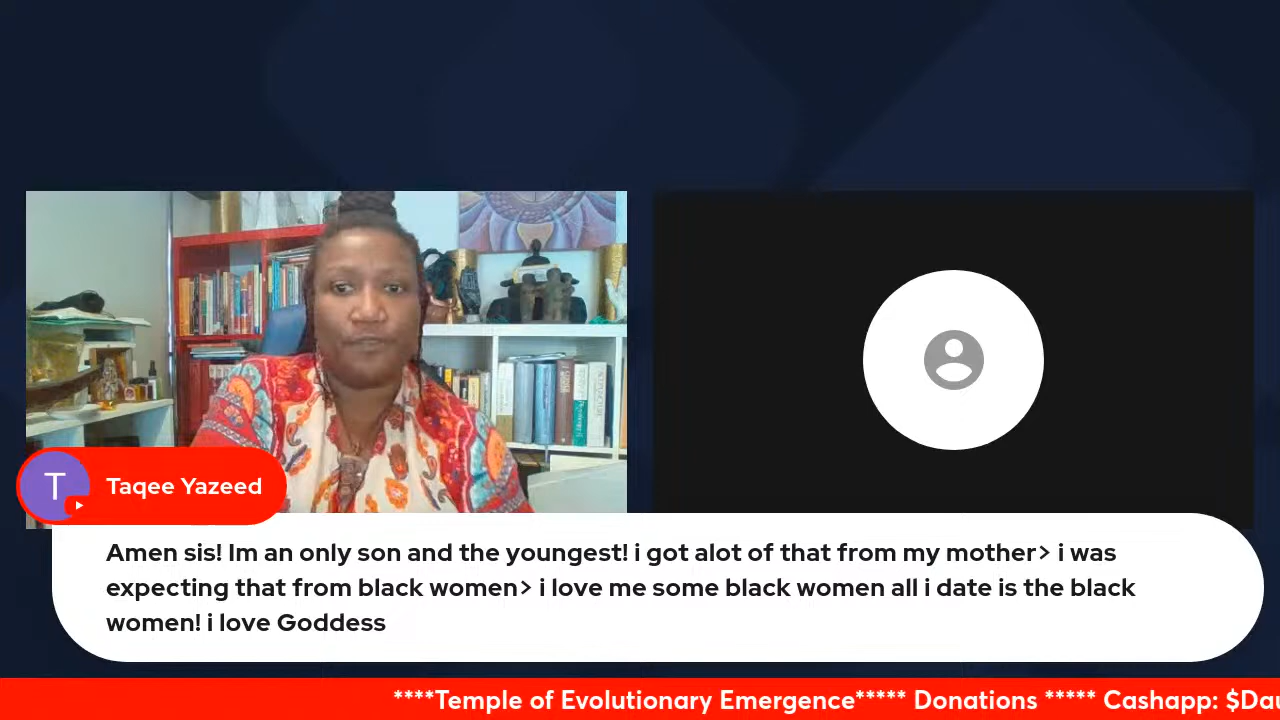 T
Taqee Yazeed
Amen sis! Im an only son and the youngest! i got alot of that from my mother> i was
expecting that from black women> i love me some black women all i date is the black
women! i love Goddess
****Temple of Evolutionary Emergence***** Donations ***** Cashapp: $Dau